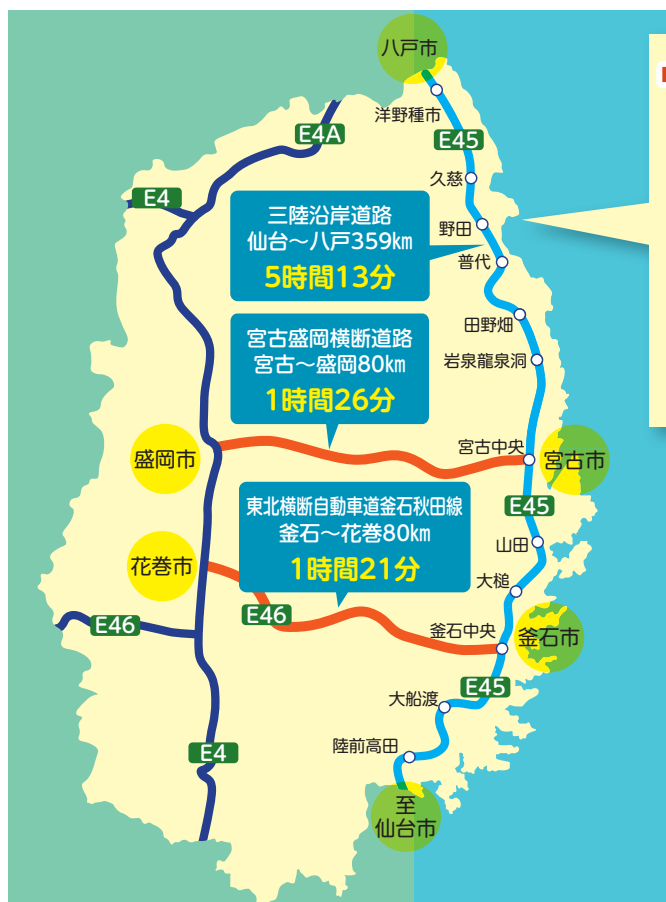 八戸市
洋野種市
E4A
E45
久慈
E4
三陸沿岸道路
仙台～八戸359㎞
5時間13分
野田
普代
田野畑
宮古盛岡横断道路
宮古～盛岡80㎞
1時間26分
岩泉龍泉洞
盛岡市
宮古中央
宮古市
東北横断自動車道釜石秋田線
釜石～花巻80㎞
1時間21分
E45
山田
花巻市
大槌
E46
E46
釜石中央
釜石市
E45
大船渡
陸前高田
E4
至
仙台市